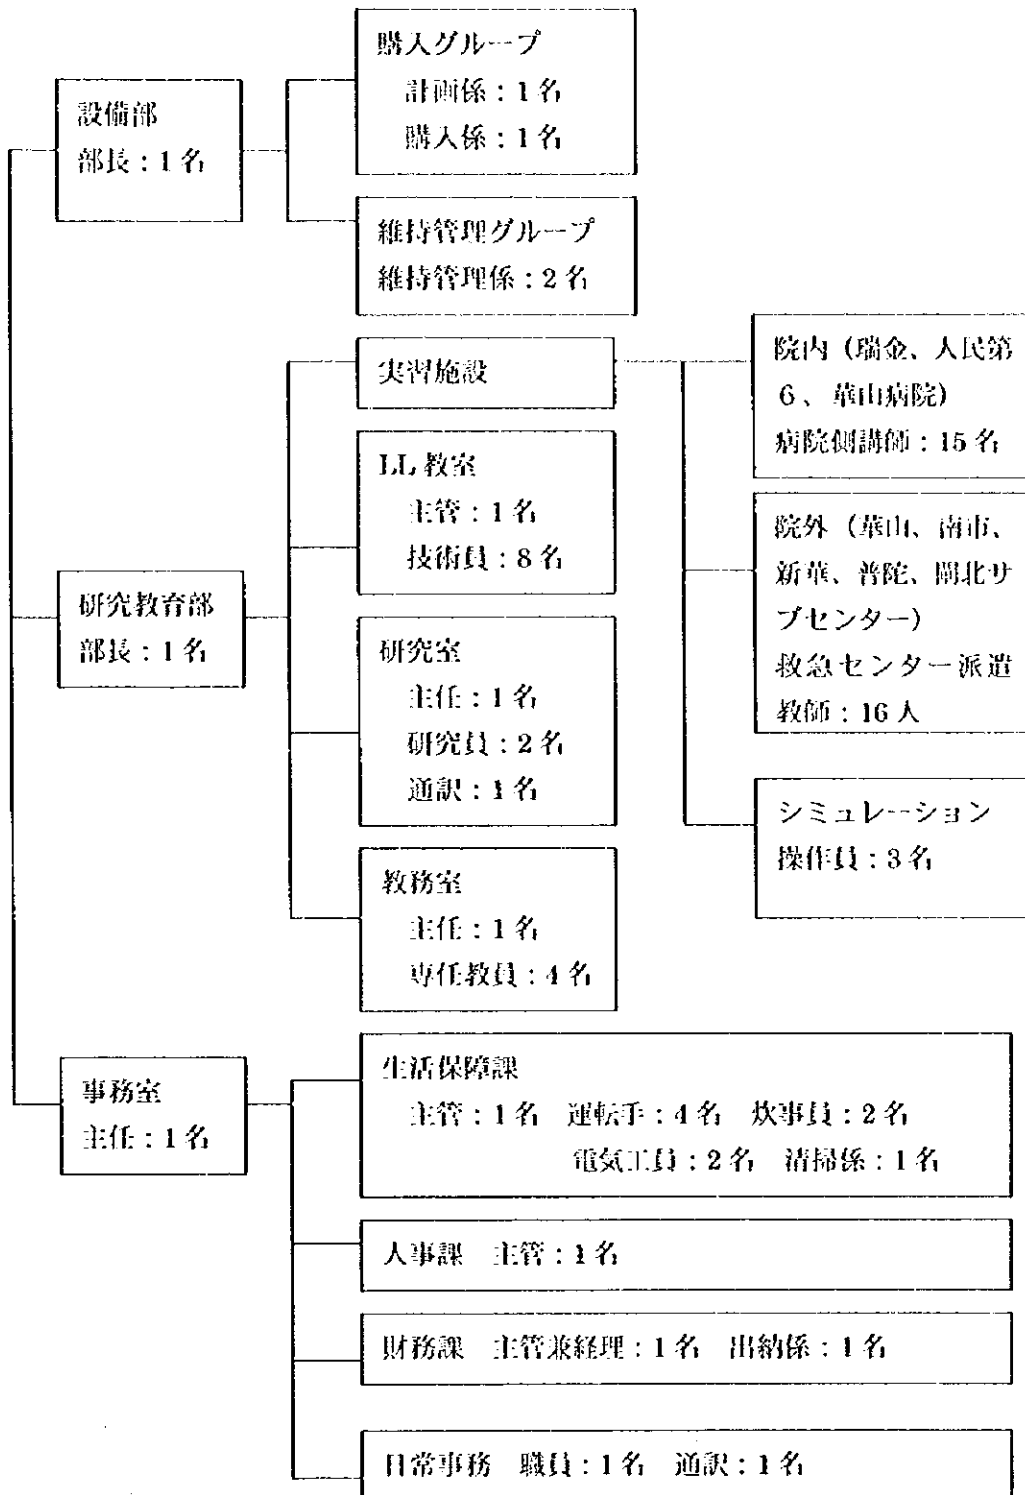 設備部
部長：1名
購入グループ
計画係：1名
購入係：1名
維持管理グループ
維持管理係：2名
研究教育部
部長：1名
実習施設
LL教室
主管：1名
技術員：8名
研究室
主任：1名
研究員：2名
通訳：1名
教務室
主任：1名
専任教員：4名
院内（瑞金、人民第
6、華山病院）
病院側講師：15名
院外（華山、南市、
新華、普陀、閘北サ
ブセンター）
救急センター派遣
教師：16人
シミュレーション
操作員：3名
事務室
主任：1名
生活保障課
主管：1名 運転手：4名 炊事員：2名
電気工員：2名 清掃係：1名
人事課 主管：1名
財務課 主管兼経理：1名 出納係：1名
日常事務 職員：1名 通訳：1名